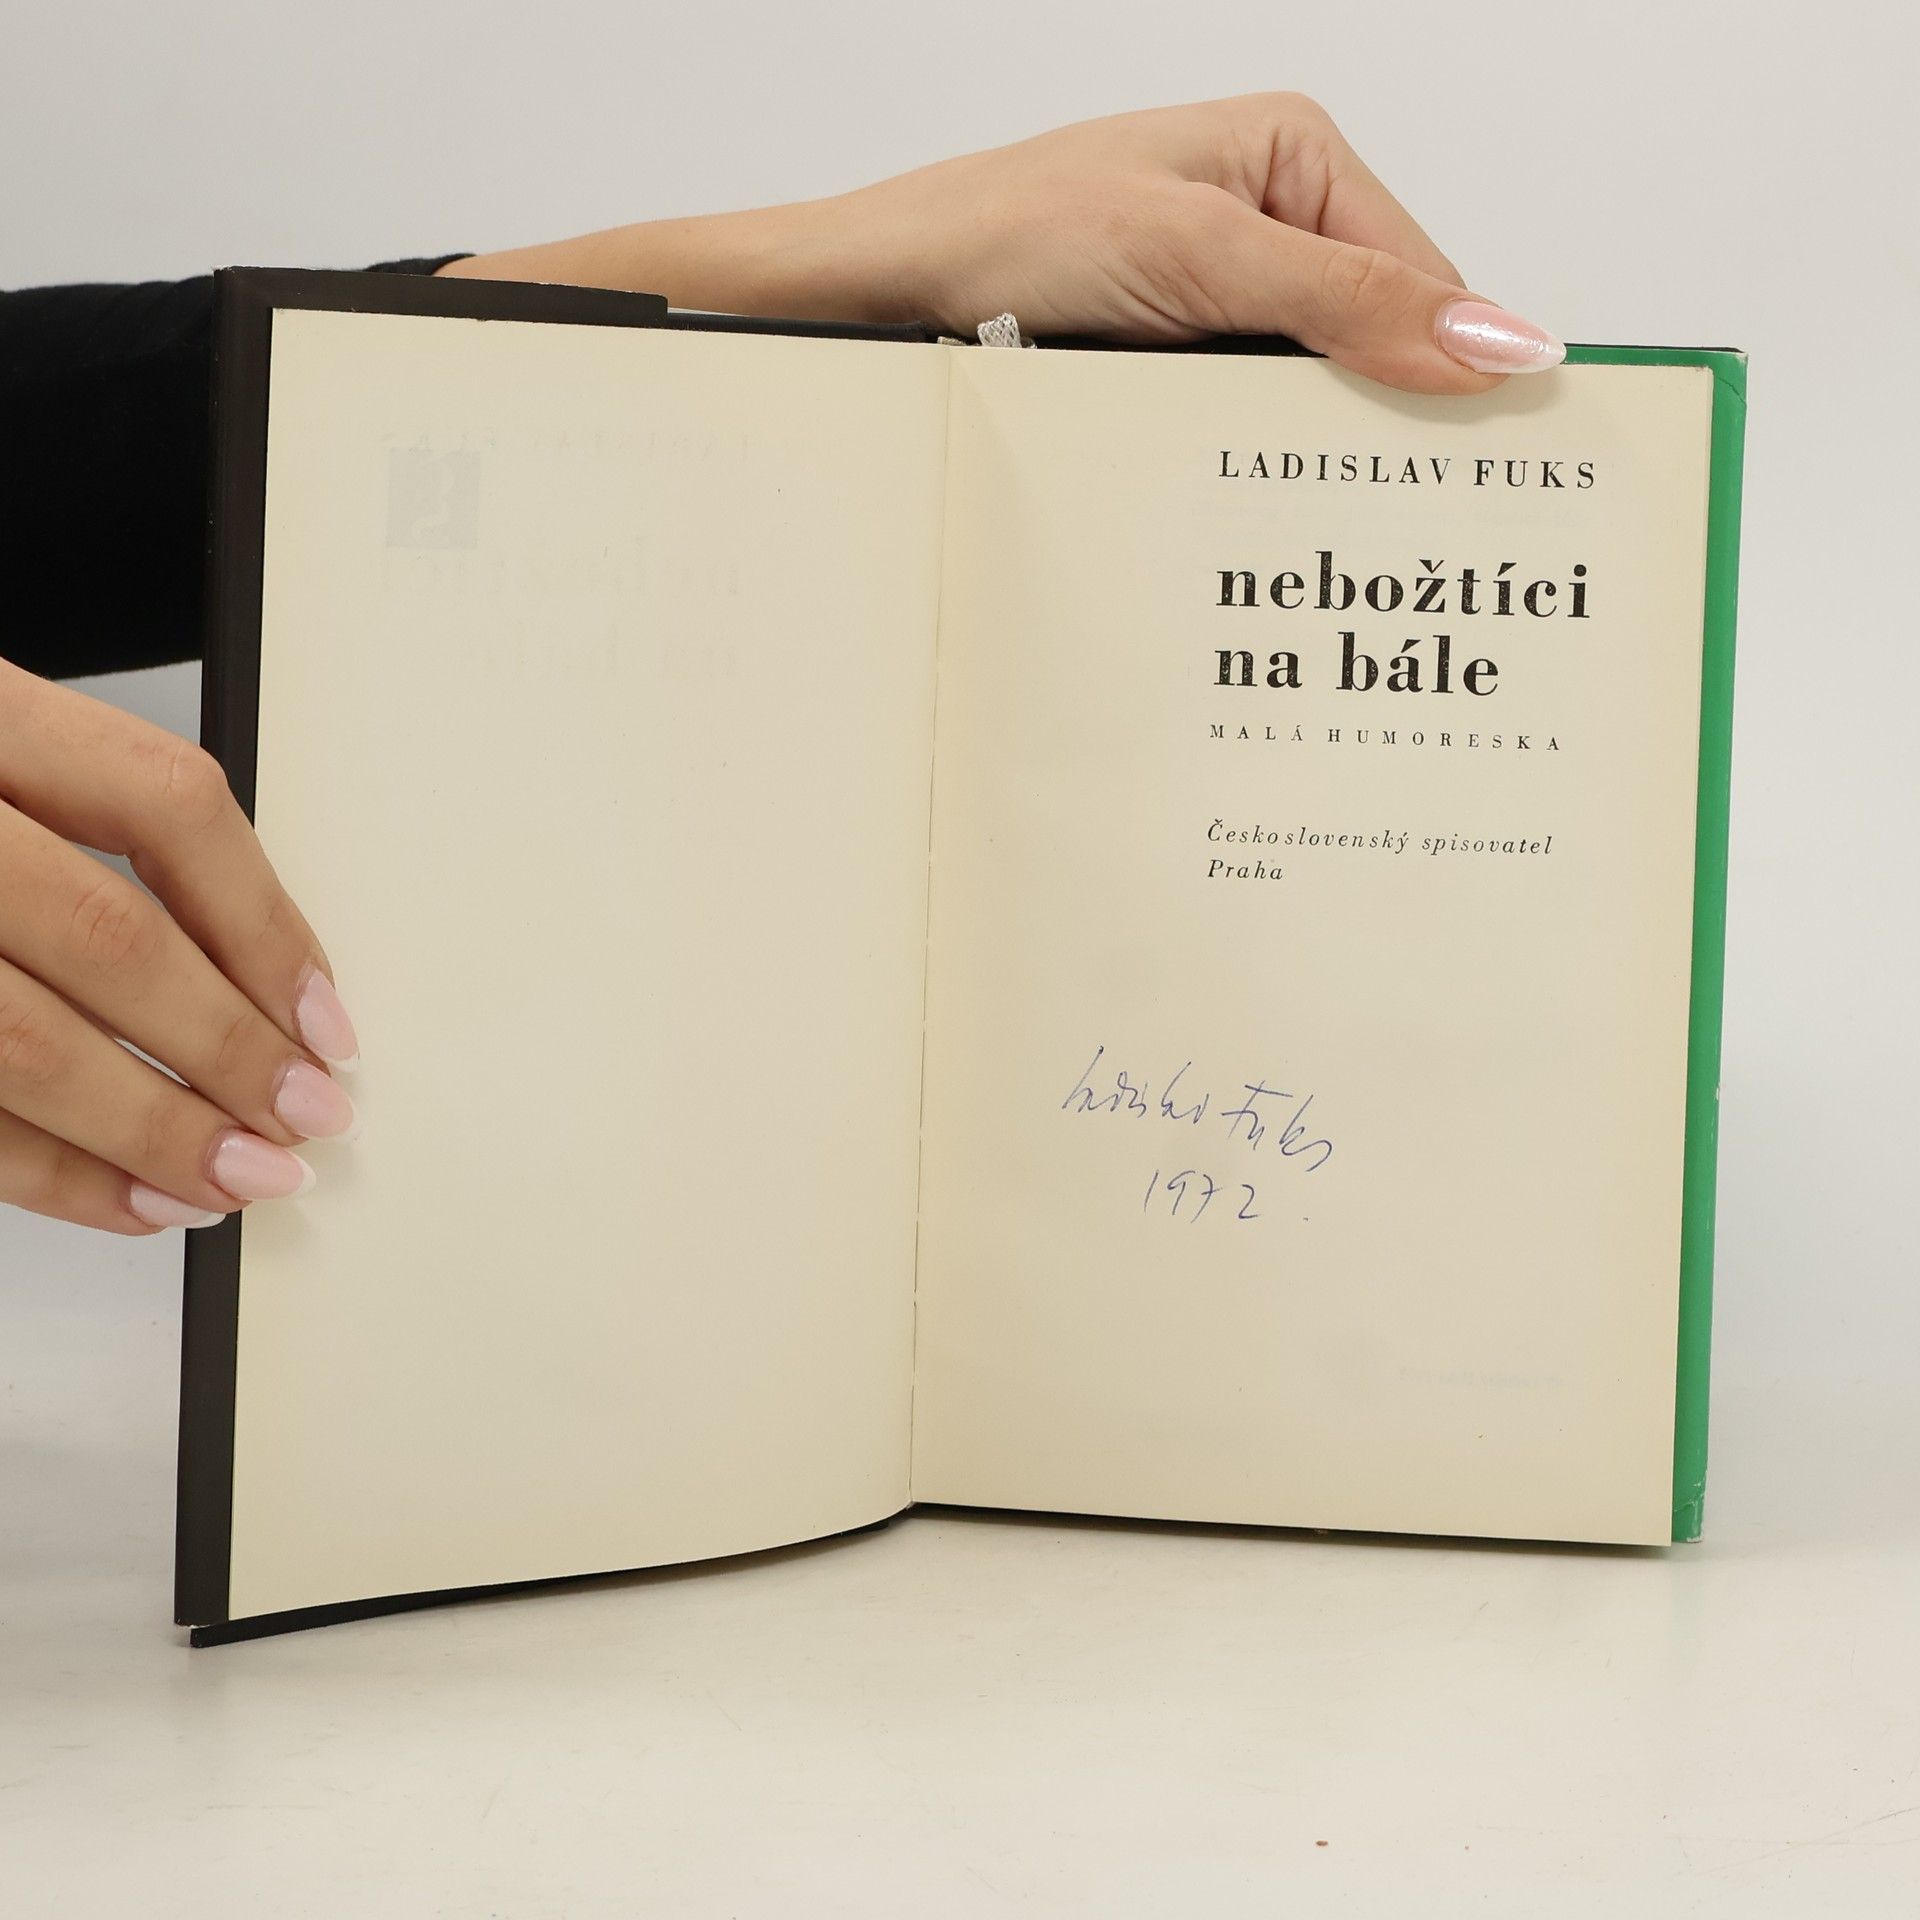 LADISLAV FUKS
nebožtíci
na bále
MALÁ HUMORESKA
Československý spisovatel
Praha
Ladislav Fuks
1972.